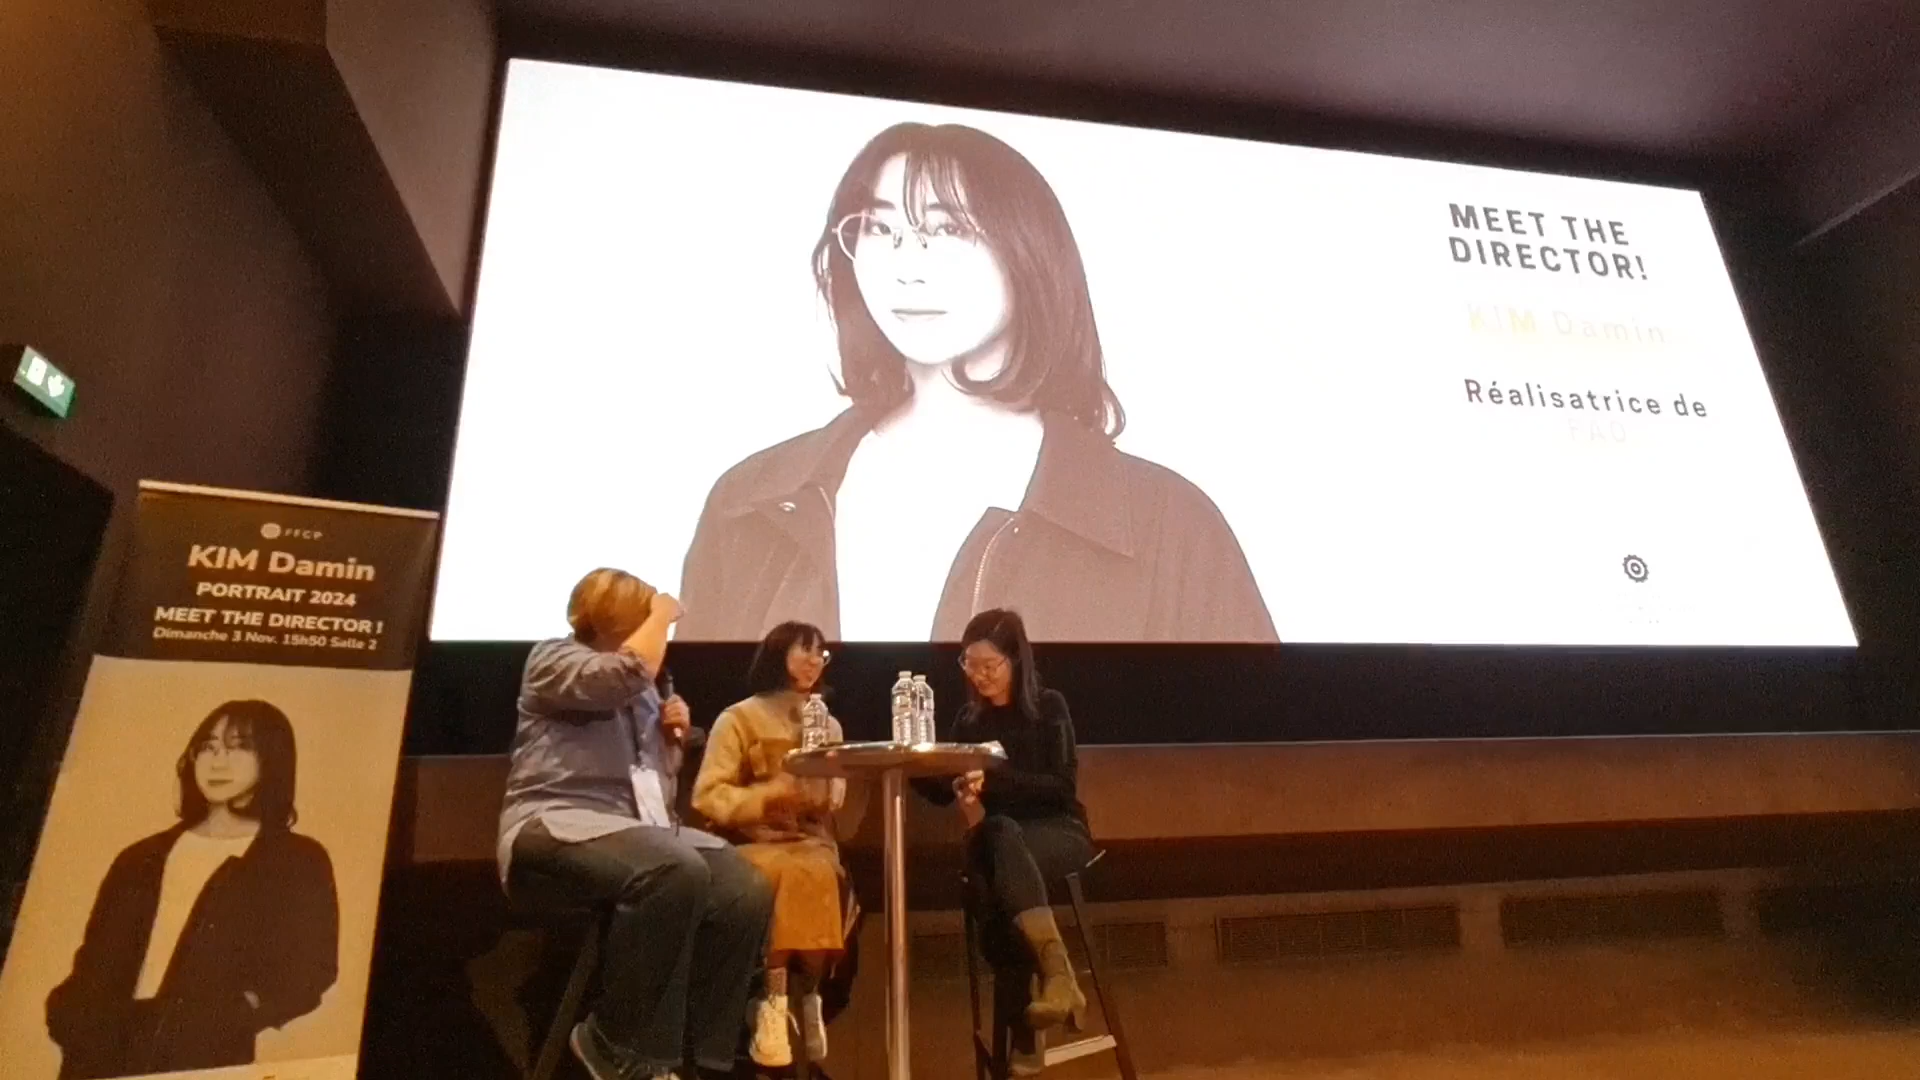 MEET THE
DIRECTOR!
KIM Damin
Réalisatrice de
FAQ
FFCP
KIM Damin
PORTRAIT 2024
MEET THE DIRECTOR !
Dimanche 3 Nov. 15h50 Salle 2